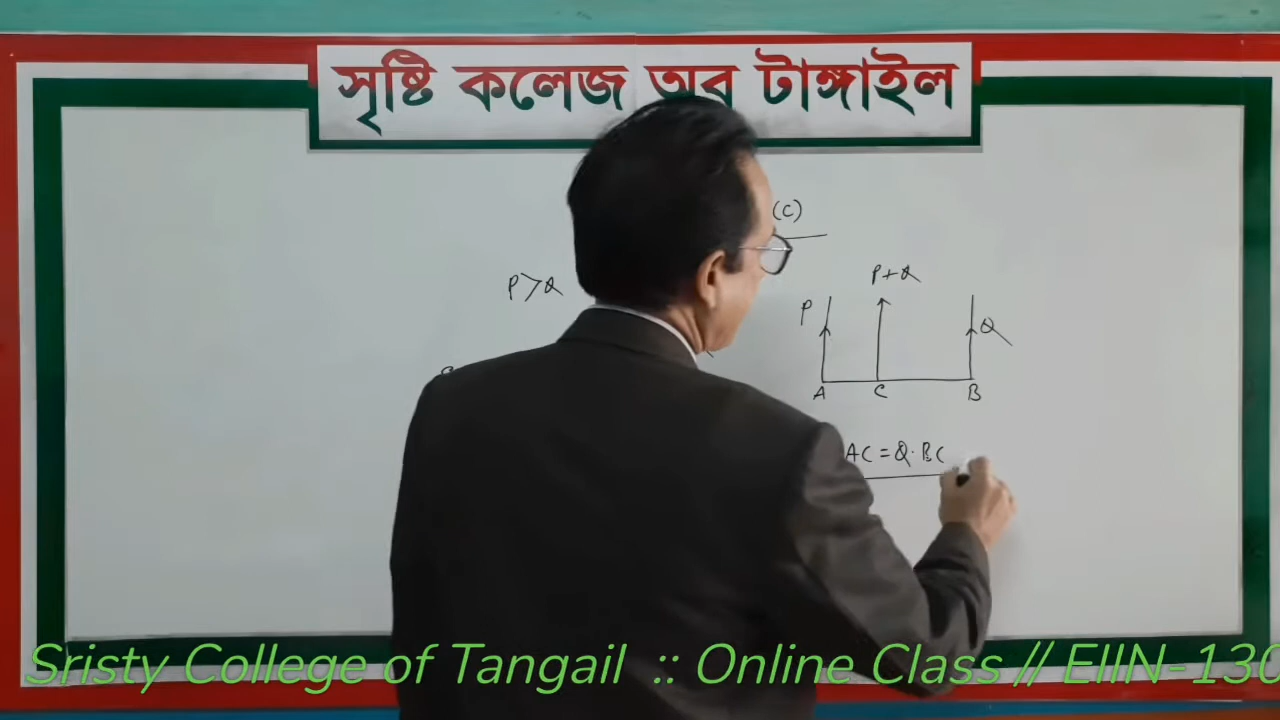 সৃষ্টি কলেজ অব টাঙ্গাইল
(C)
P>Q
P+Q
P
Q
A C B
AC = Q·BC
Sristy College of Tangail :: Online Class // EIIN-130